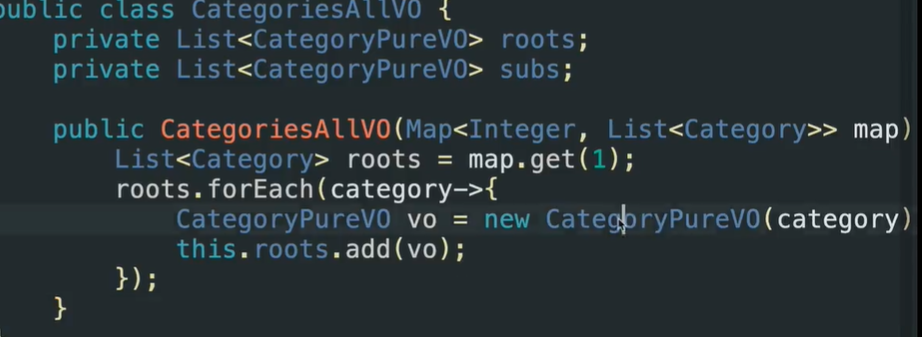 public class CategoriesAllVO {
private List<CategoryPureVO> roots;
private List<CategoryPureVO> subs;
public CategoriesAllVO(Map<Integer, List<Category>> map)
List<Category> roots = map.get(1);
roots.forEach(category->{
CategoryPureVO vo = new CategoryPureVO(category)
this.roots.add(vo);
});
}